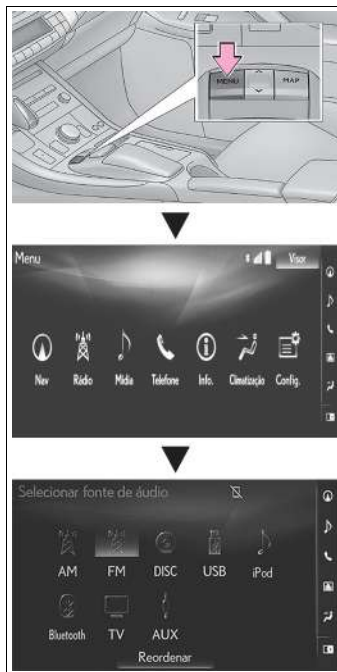 MENU
MAP
Menu
Visor
Nav Rádio Mídia Telefone Info. Climatização Config.
Selecionar fonte de áudio
AM FM DISC USB iPod
Bluetooth TV AUX
Reordenar